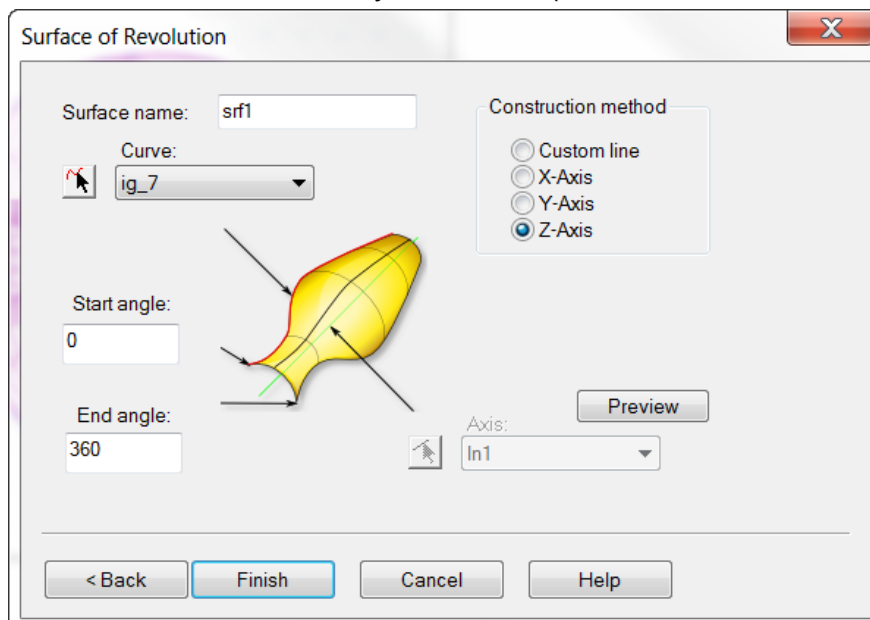 Surface of Revolution
Surface name: srf1
Construction method
Curve:
ig_7
Custom line
X-Axis
Y-Axis
Z-Axis
Start angle:
0
End angle:
360
Preview
Axis:
ln1
< Back Finish Cancel Help